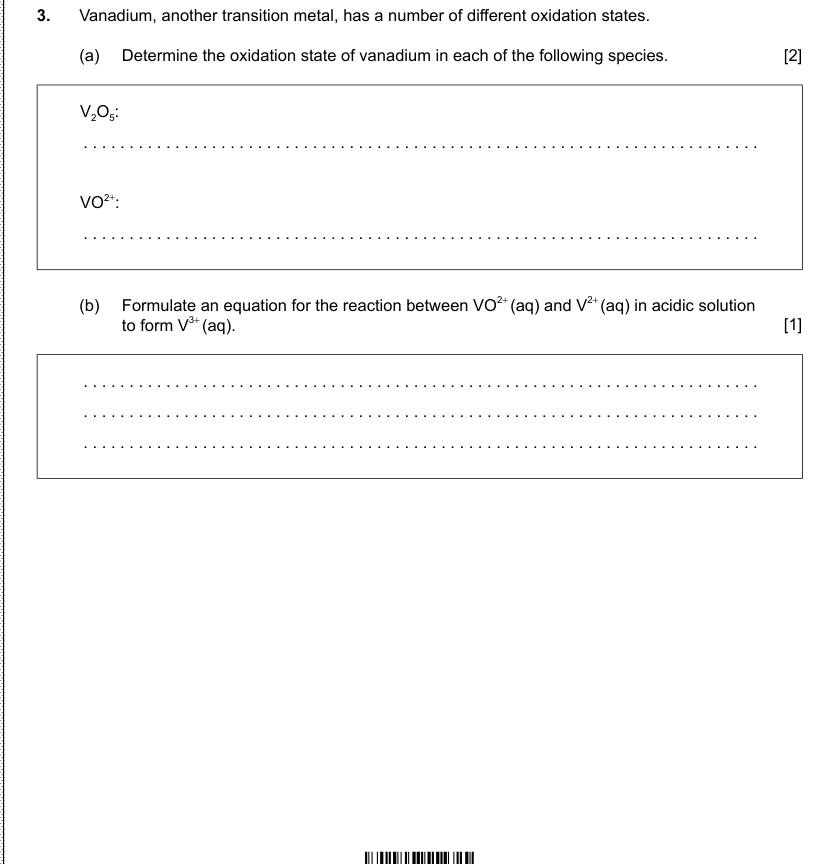 3. Vanadium, another transition metal, has a number of different oxidation states.
(a) Determine the oxidation state of vanadium in each of the following species. [2]
V₂O₅:
VO²⁺:
(b) Formulate an equation for the reaction between VO²⁺(aq) and V²⁺(aq) in acidic solution
to form V³⁺(aq). [1]